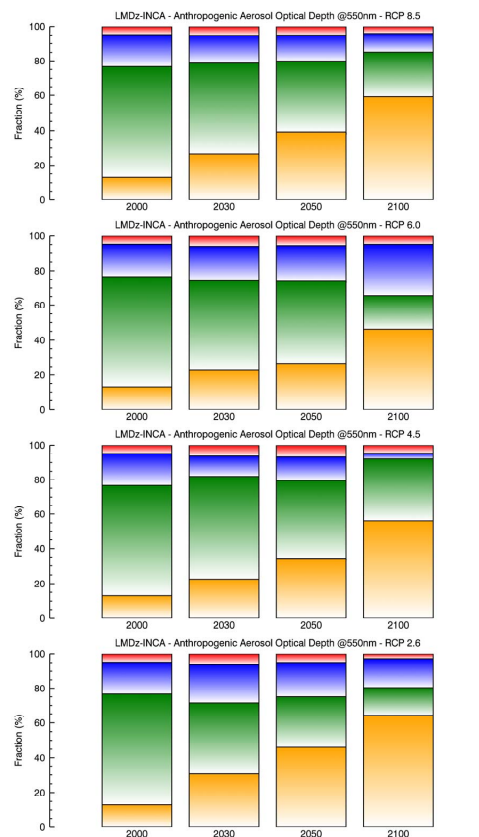 LMDz-INCA - Anthropogenic Aerosol Optical Depth @550nm - RCP 8.5
100
80
60
40
20
0
Fraction (%)
2000 2030 2050 2100
LMDz-INCA - Anthropogenic Aerosol Optical Depth @550nm - RCP 6.0
100
80
60
40
20
0
Fraction (%)
2000 2030 2050 2100
LMDz-INCA - Anthropogenic Aerosol Optical Depth @550nm - RCP 4.5
100
80
60
40
20
0
Fraction (%)
2000 2030 2050 2100
LMDz-INCA - Anthropogenic Aerosol Optical Depth @550nm - RCP 2.6
100
80
60
40
20
0
Fraction (%)
2000 2030 2050 2100